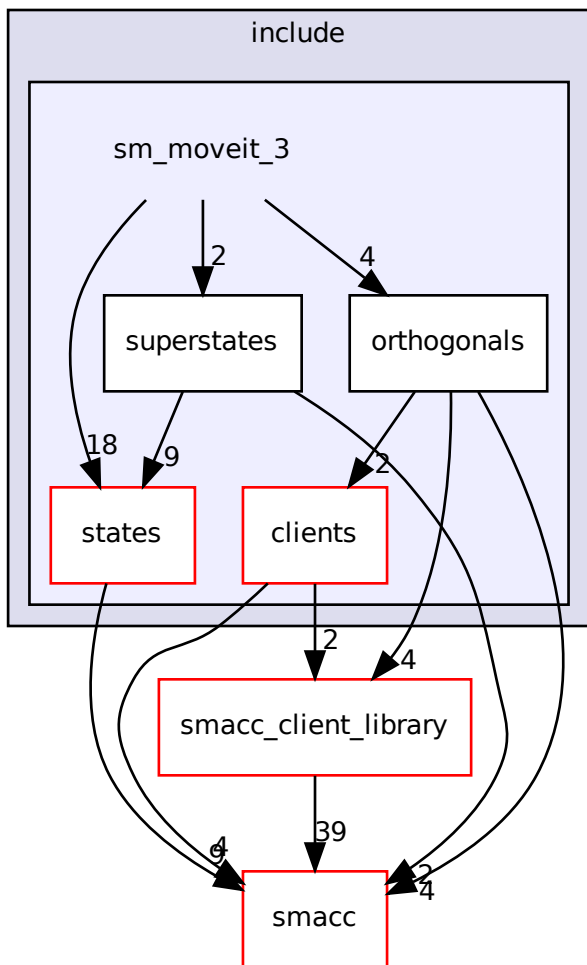 include
sm_moveit_3
2
4
superstates
orthogonals
18
9
2
states
clients
2
4
smacc_client_library
39
9
4
2
4
smacc